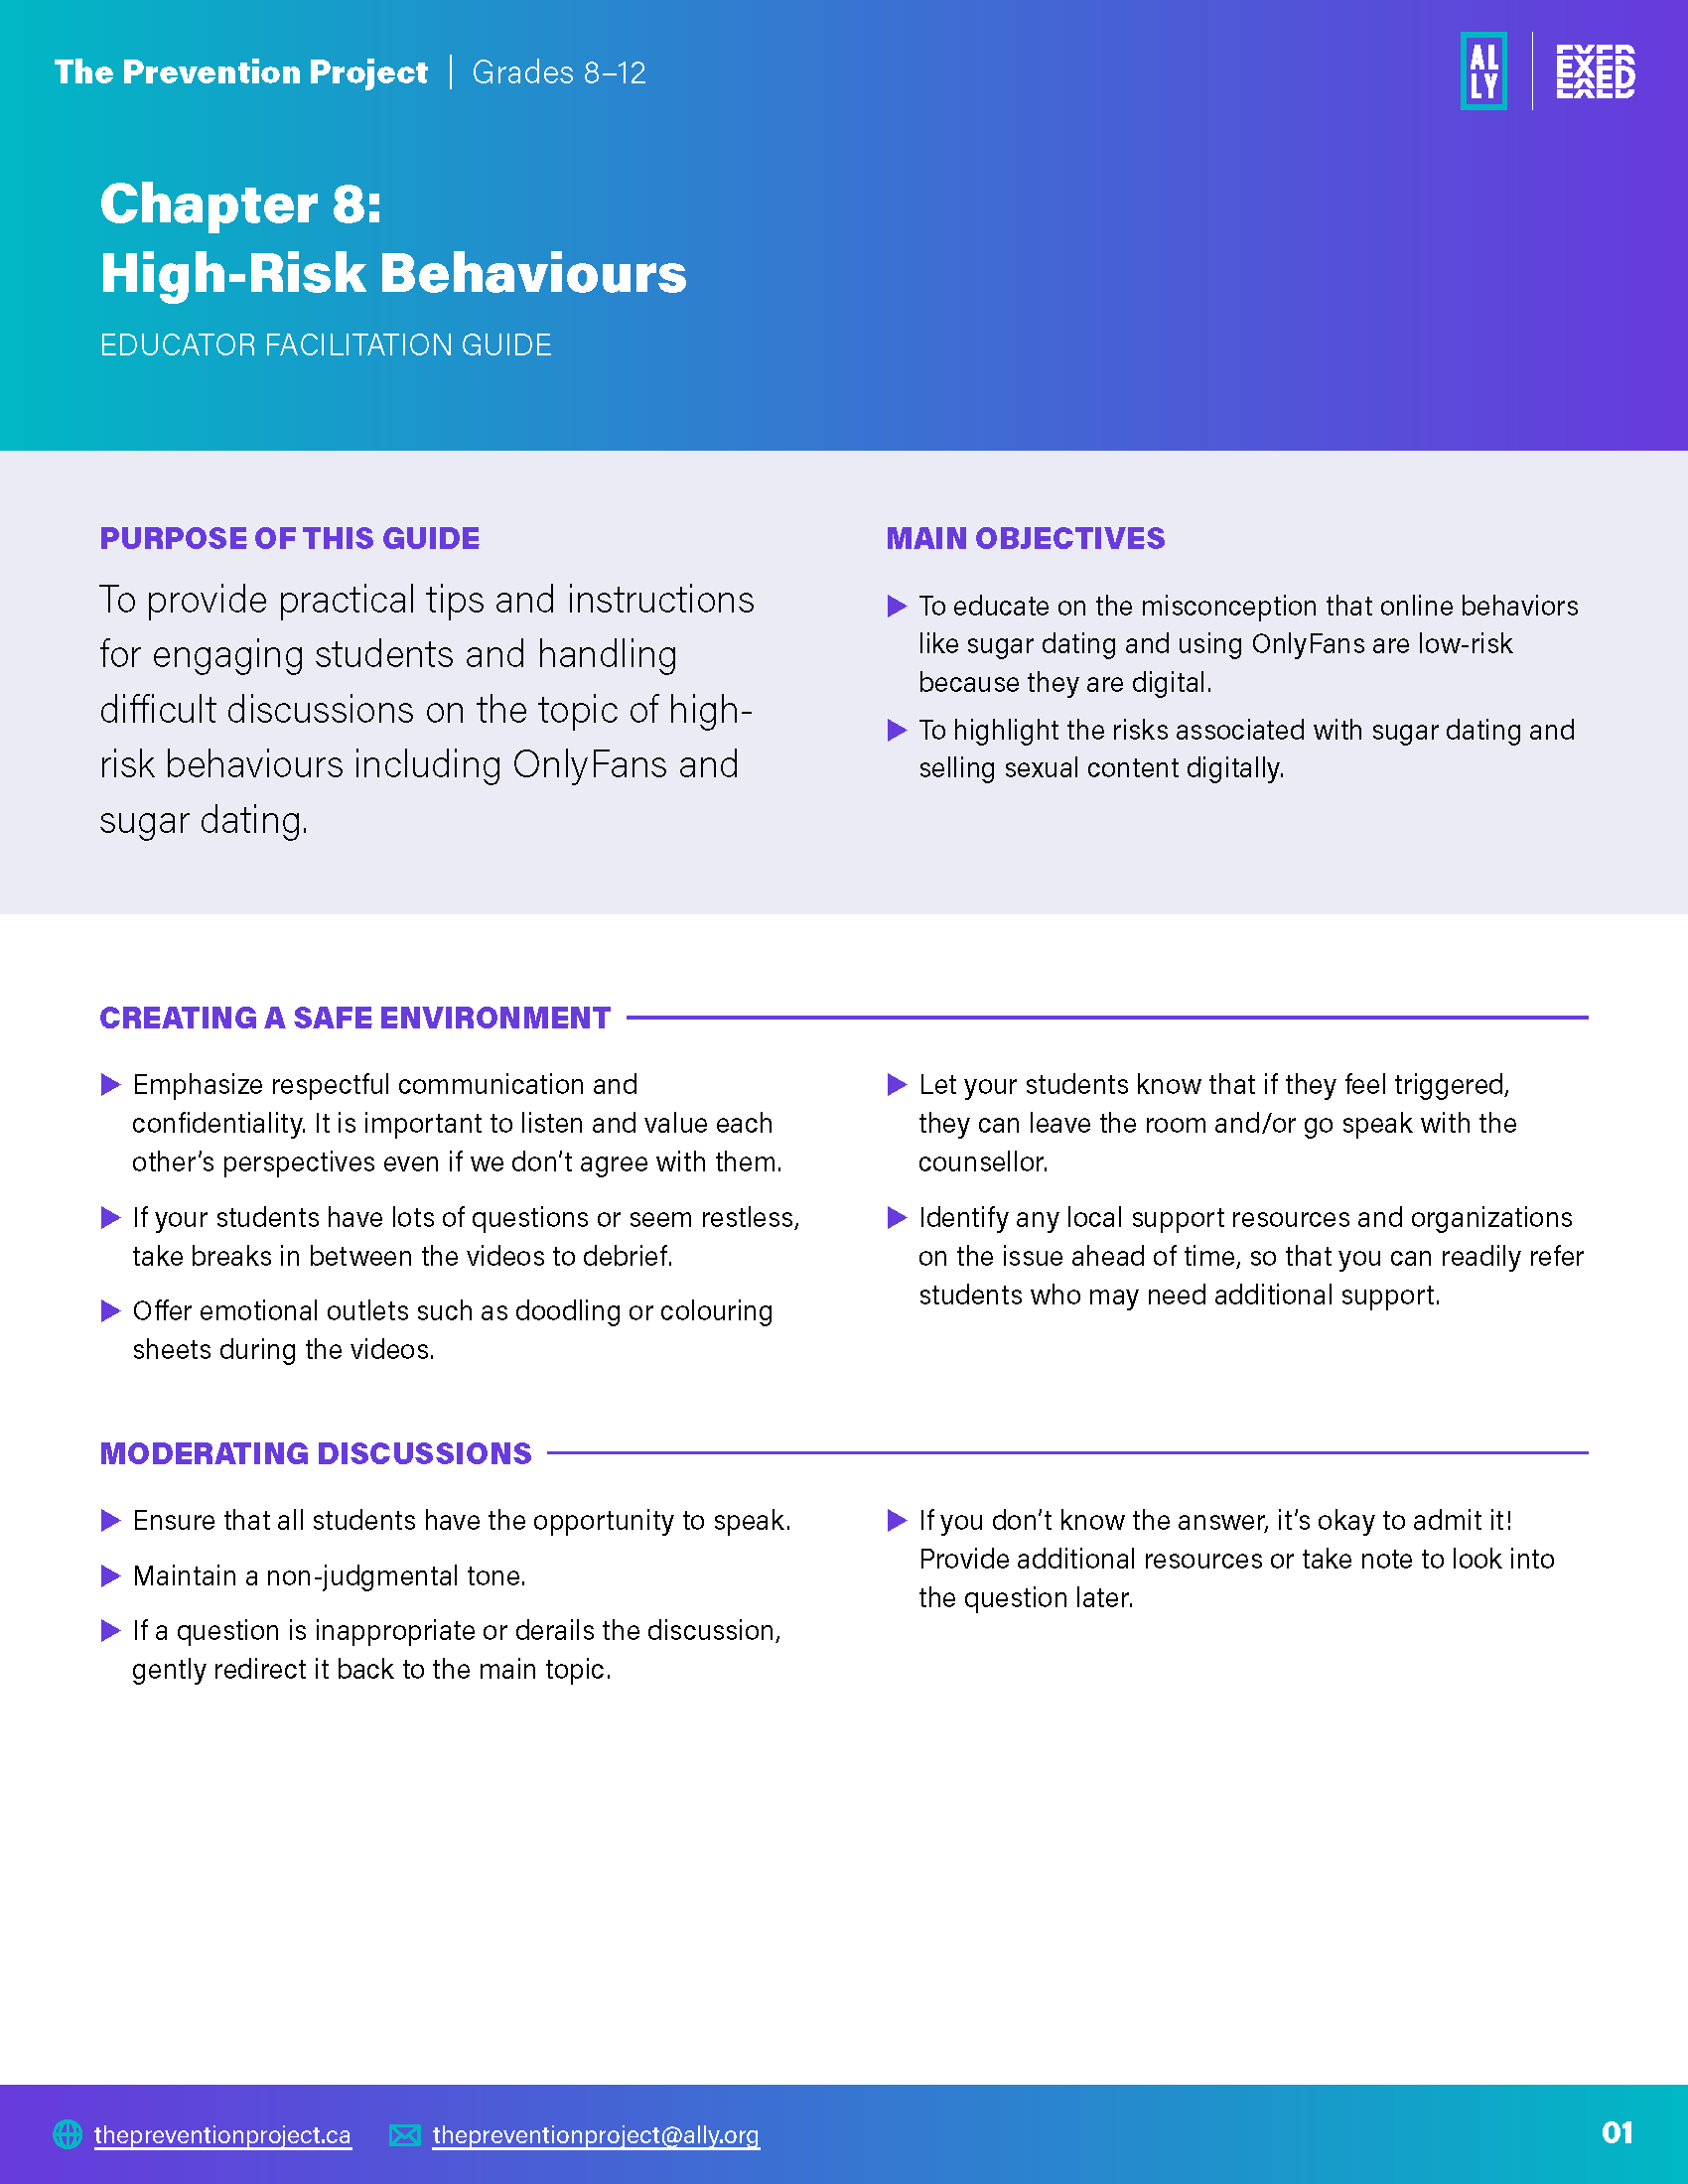 The Prevention Project | Grades 8–12
AL
LY
EXED
Chapter 8:
High-Risk Behaviours
EDUCATOR FACILITATION GUIDE
PURPOSE OF THIS GUIDE
To provide practical tips and instructions
for engaging students and handling
difficult discussions on the topic of high-
risk behaviours including OnlyFans and
sugar dating.
MAIN OBJECTIVES
▶ To educate on the misconception that online behaviors
like sugar dating and using OnlyFans are low-risk
because they are digital.
▶ To highlight the risks associated with sugar dating and
selling sexual content digitally.
CREATING A SAFE ENVIRONMENT
▶ Emphasize respectful communication and
confidentiality. It is important to listen and value each
other’s perspectives even if we don’t agree with them.
▶ If your students have lots of questions or seem restless,
take breaks in between the videos to debrief.
▶ Offer emotional outlets such as doodling or colouring
sheets during the videos.
▶ Let your students know that if they feel triggered,
they can leave the room and/or go speak with the
counsellor.
▶ Identify any local support resources and organizations
on the issue ahead of time, so that you can readily refer
students who may need additional support.
MODERATING DISCUSSIONS
▶ Ensure that all students have the opportunity to speak.
▶ Maintain a non-judgmental tone.
▶ If a question is inappropriate or derails the discussion,
gently redirect it back to the main topic.
▶ If you don’t know the answer, it’s okay to admit it!
Provide additional resources or take note to look into
the question later.
thepreventionproject.ca
thepreventionproject@ally.org
01